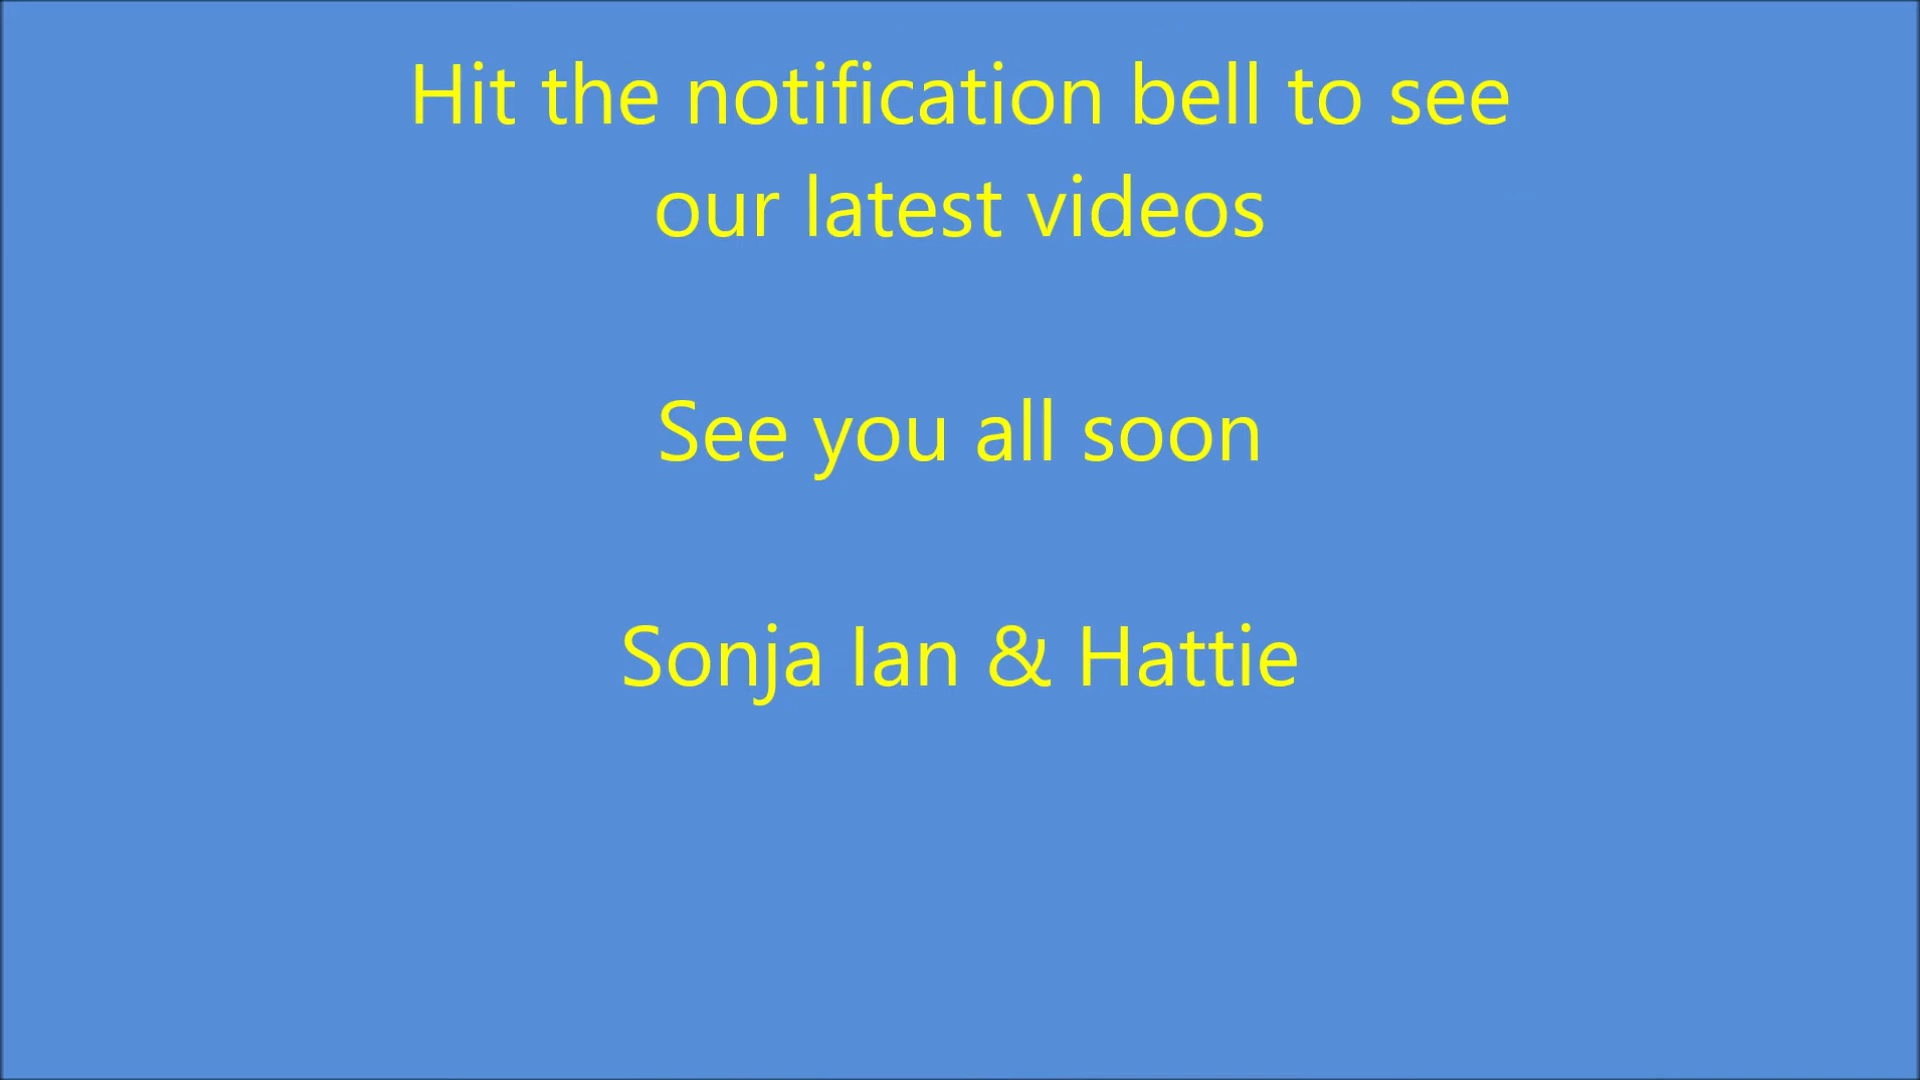 Hit the notification bell to see
our latest videos
See you all soon
Sonja Ian & Hattie